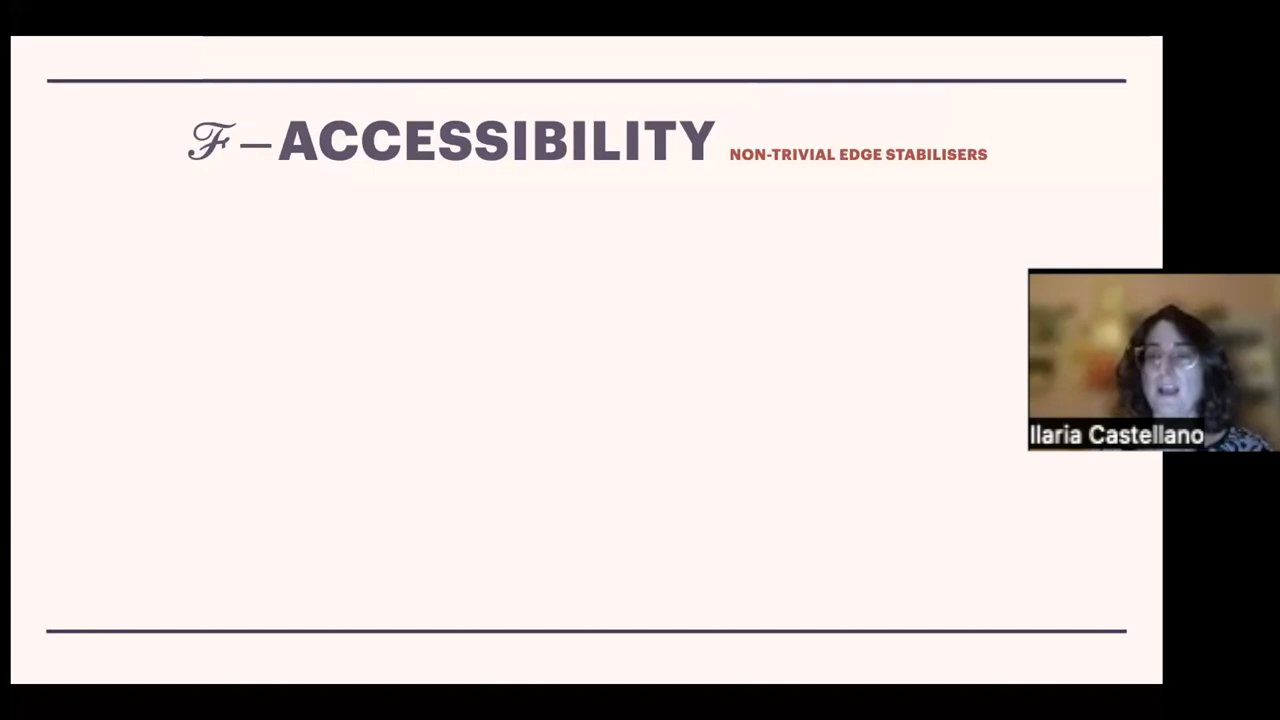 ℱ – ACCESSIBILITY NON-TRIVIAL EDGE STABILISERS
Ilaria Castellano